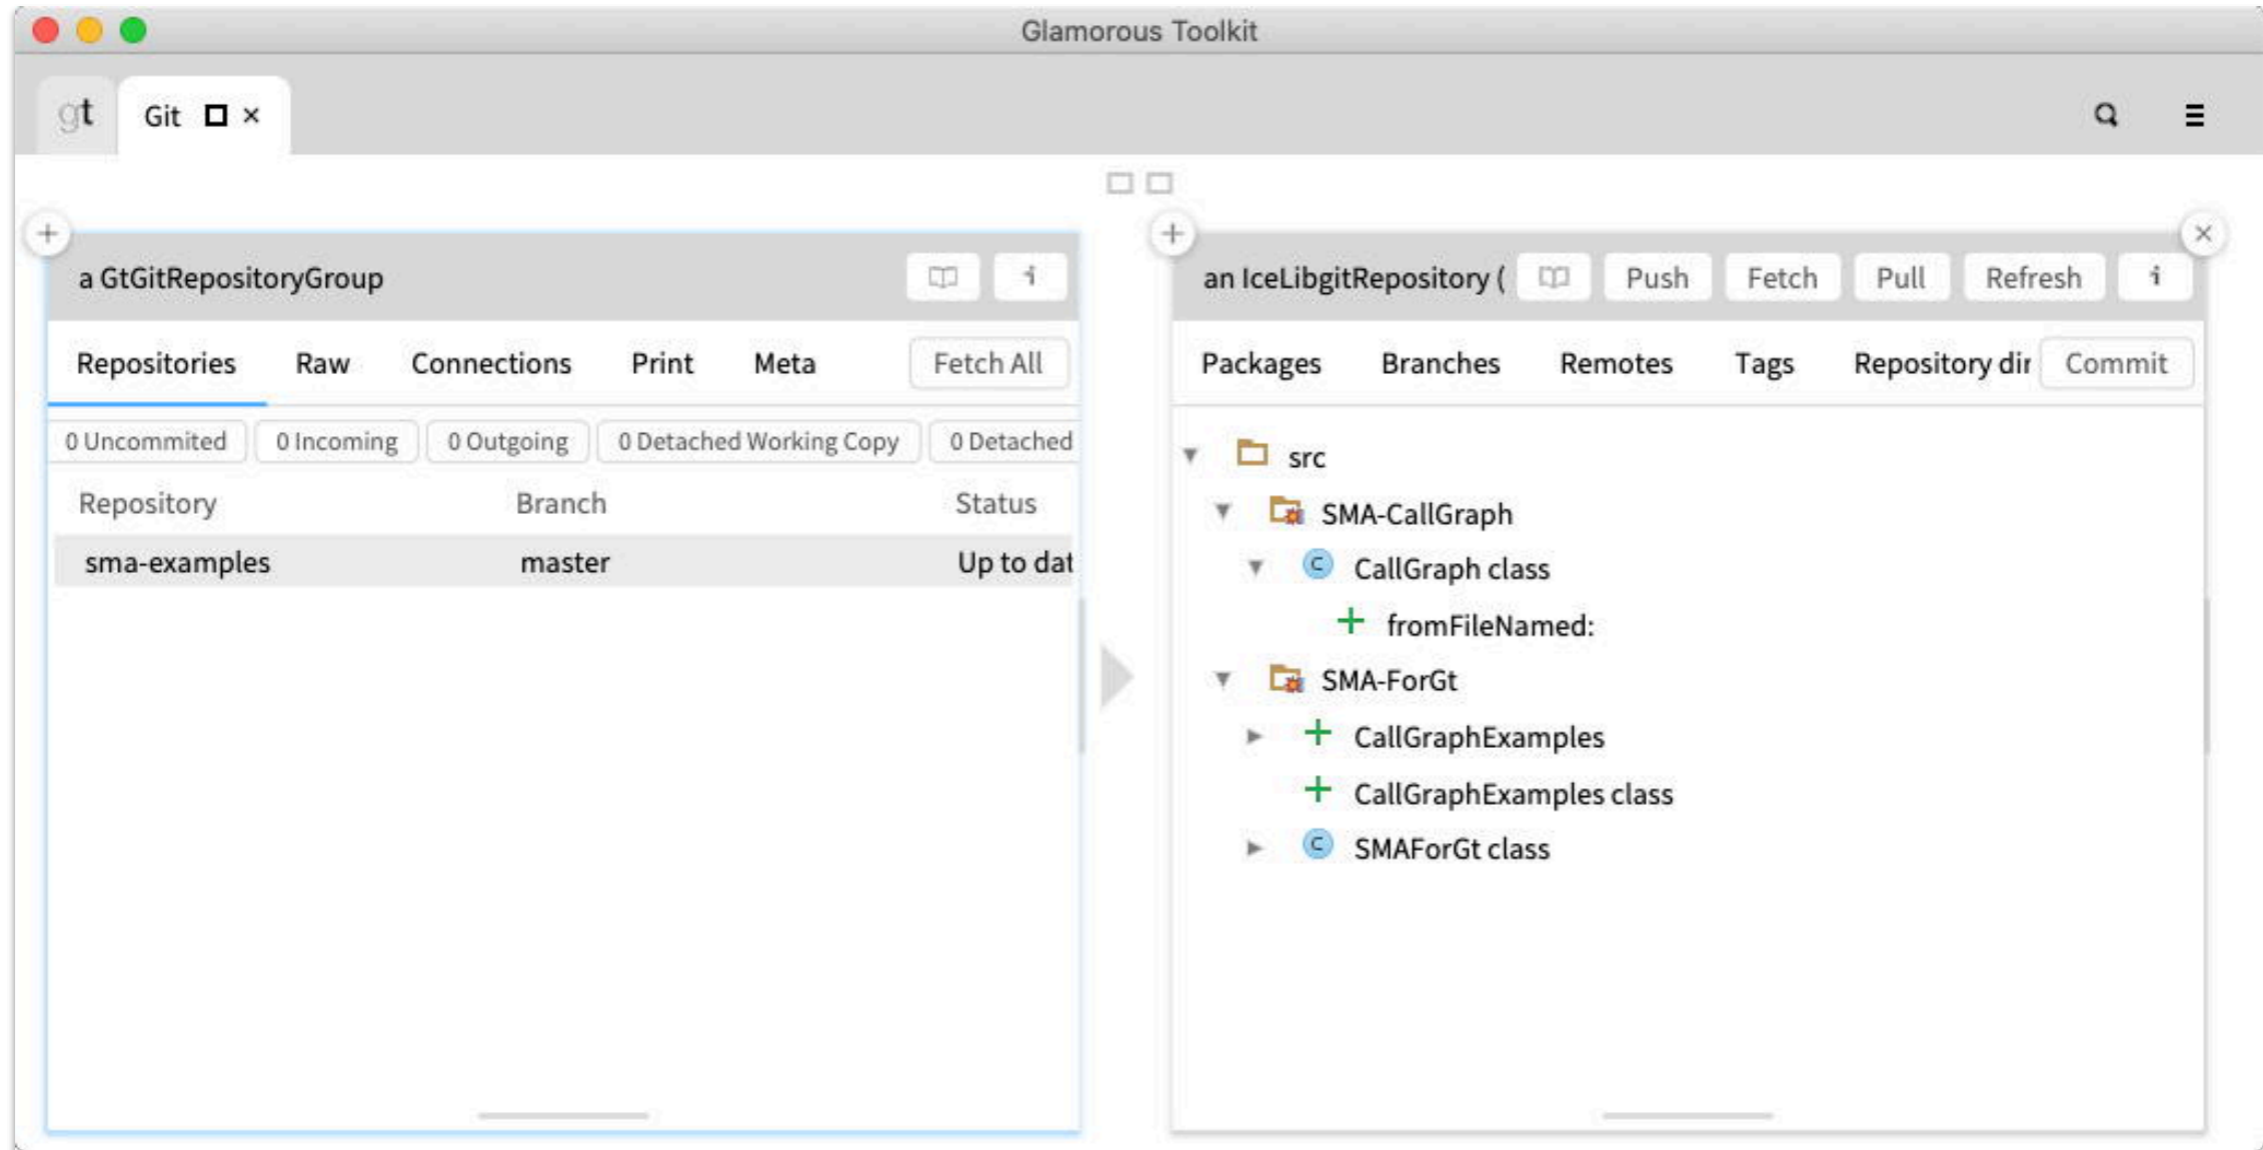 Glamorous Toolkit
gt Git
a GtGitRepositoryGroup
Repositories Raw Connections Print Meta Fetch All
0 Uncommited 0 Incoming 0 Outgoing 0 Detached Working Copy 0 Detached
Repository Branch Status
sma-examples master Up to dat
an IceLibgitRepository ( Push Fetch Pull Refresh i
Packages Branches Remotes Tags Repository dir Commit
src
SMA-CallGraph
C CallGraph class
fromFileNamed:
SMA-ForGt
CallGraphExamples
CallGraphExamples class
C SMAForGt class